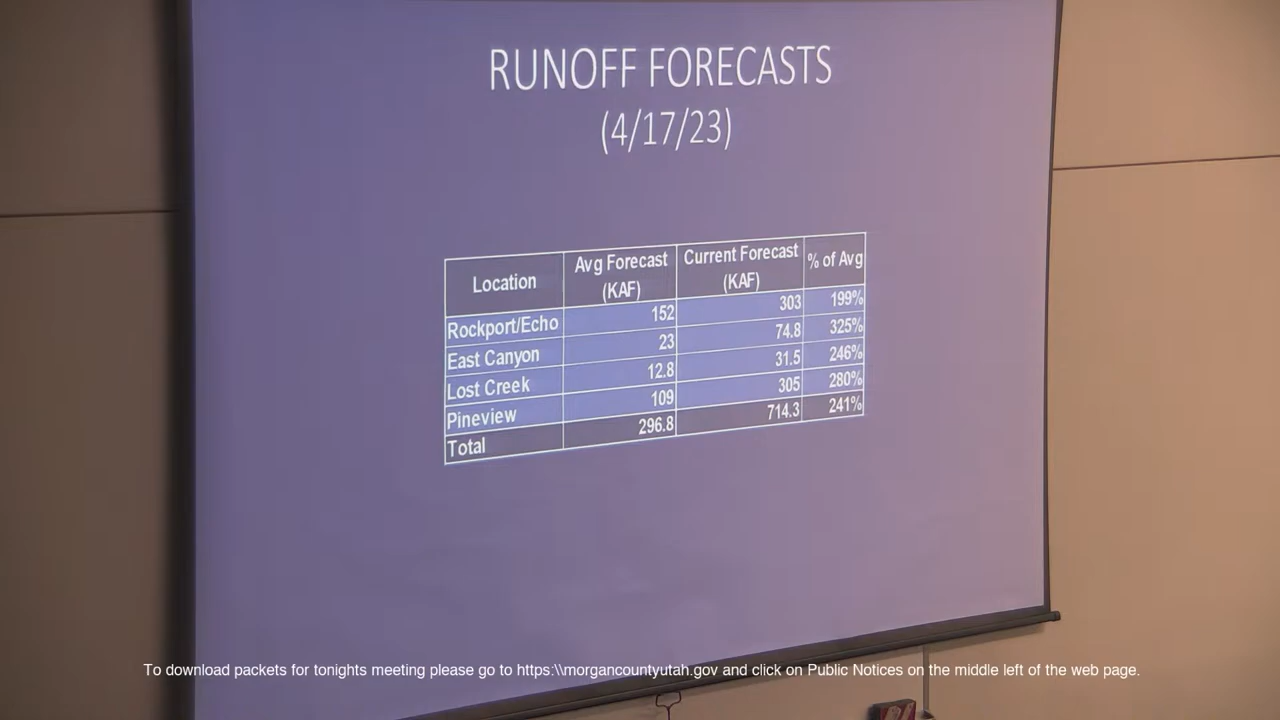 RUNOFF FORECASTS
(4/17/23)
Location Avg Forecast (KAF) Current Forecast (KAF) % of Avg
Rockport/Echo 152 303 199%
East Canyon 23 74.8 325%
Lost Creek 12.8 31.5 246%
Pineview 109 305 280%
Total 296.8 714.3 241%
To download packets for tonights meeting please go to https:\\morgancountyutah.gov and click on Public Notices on the middle left of the web page.